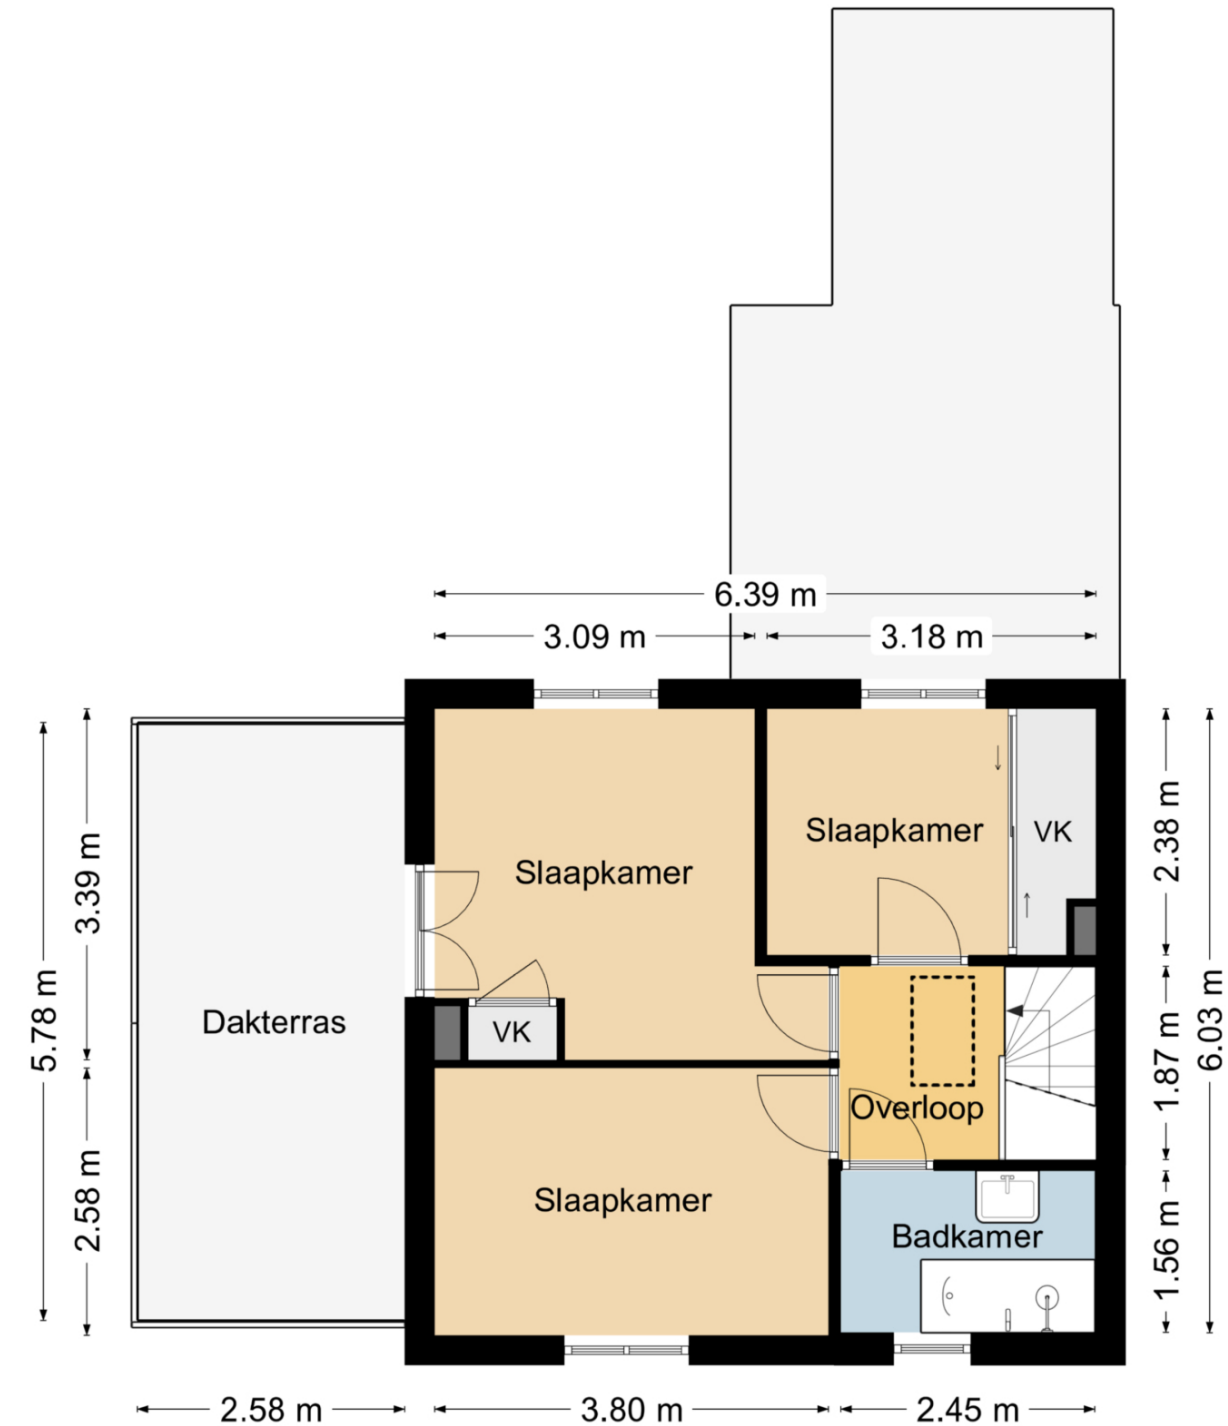 6.39 m
3.09 m
3.18 m
Slaapkamer
VK
2.38 m
Slaapkamer
3.39 m
5.78 m
Dakterras
VK
1.87 m
6.03 m
Overloop
2.58 m
Slaapkamer
Badkamer
1.56 m
2.58 m
3.80 m
2.45 m